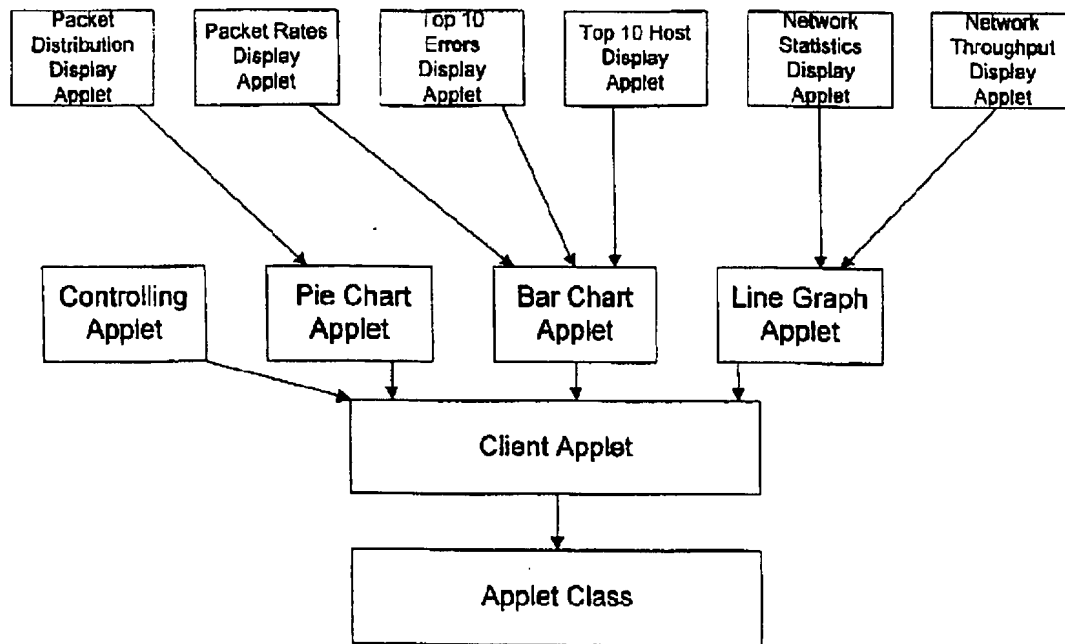 Packet
Distribution
Display
Applet
Packet Rates
Display
Applet
Top 10
Errors
Display
Applet
Top 10 Host
Display
Applet
Network
Statistics
Display
Applet
Network
Throughput
Display
Applet
Controlling
Applet
Pie Chart
Applet
Bar Chart
Applet
Line Graph
Applet
Client Applet
Applet Class